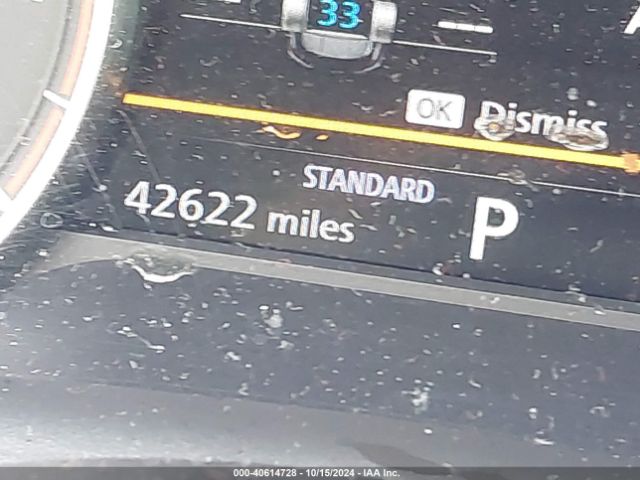 33
OK Dismiss
STANDARD
42622 miles P
000-40614728 - 10/15/2024 - IAA Inc.